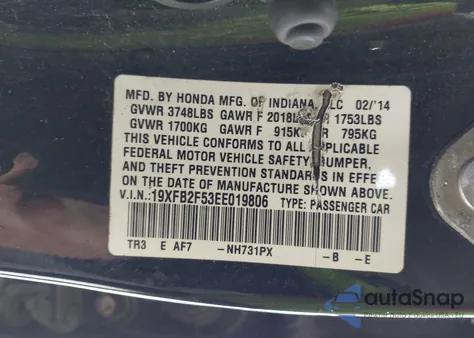 MFD. BY HONDA MFG. OF INDIANA, LLC 02/'14
GVWR 3748LBS GAWR F 2018LB R 1753LBS
GVWR 1700KG GAWR F 915KG R 795KG
THIS VEHICLE CONFORMS TO ALL APPLICABLE
FEDERAL MOTOR VEHICLE SAFETY, BUMPER,
AND THEFT PREVENTION STANDARDS IN EFFE
ON THE DATE OF MANUFACTURE SHOWN ABOVE.
V.I.N.:19XFB2F53EE019806 TYPE: PASSENGER CAR
TR3 E AF7 -NH731PX -B -E
autoSnap